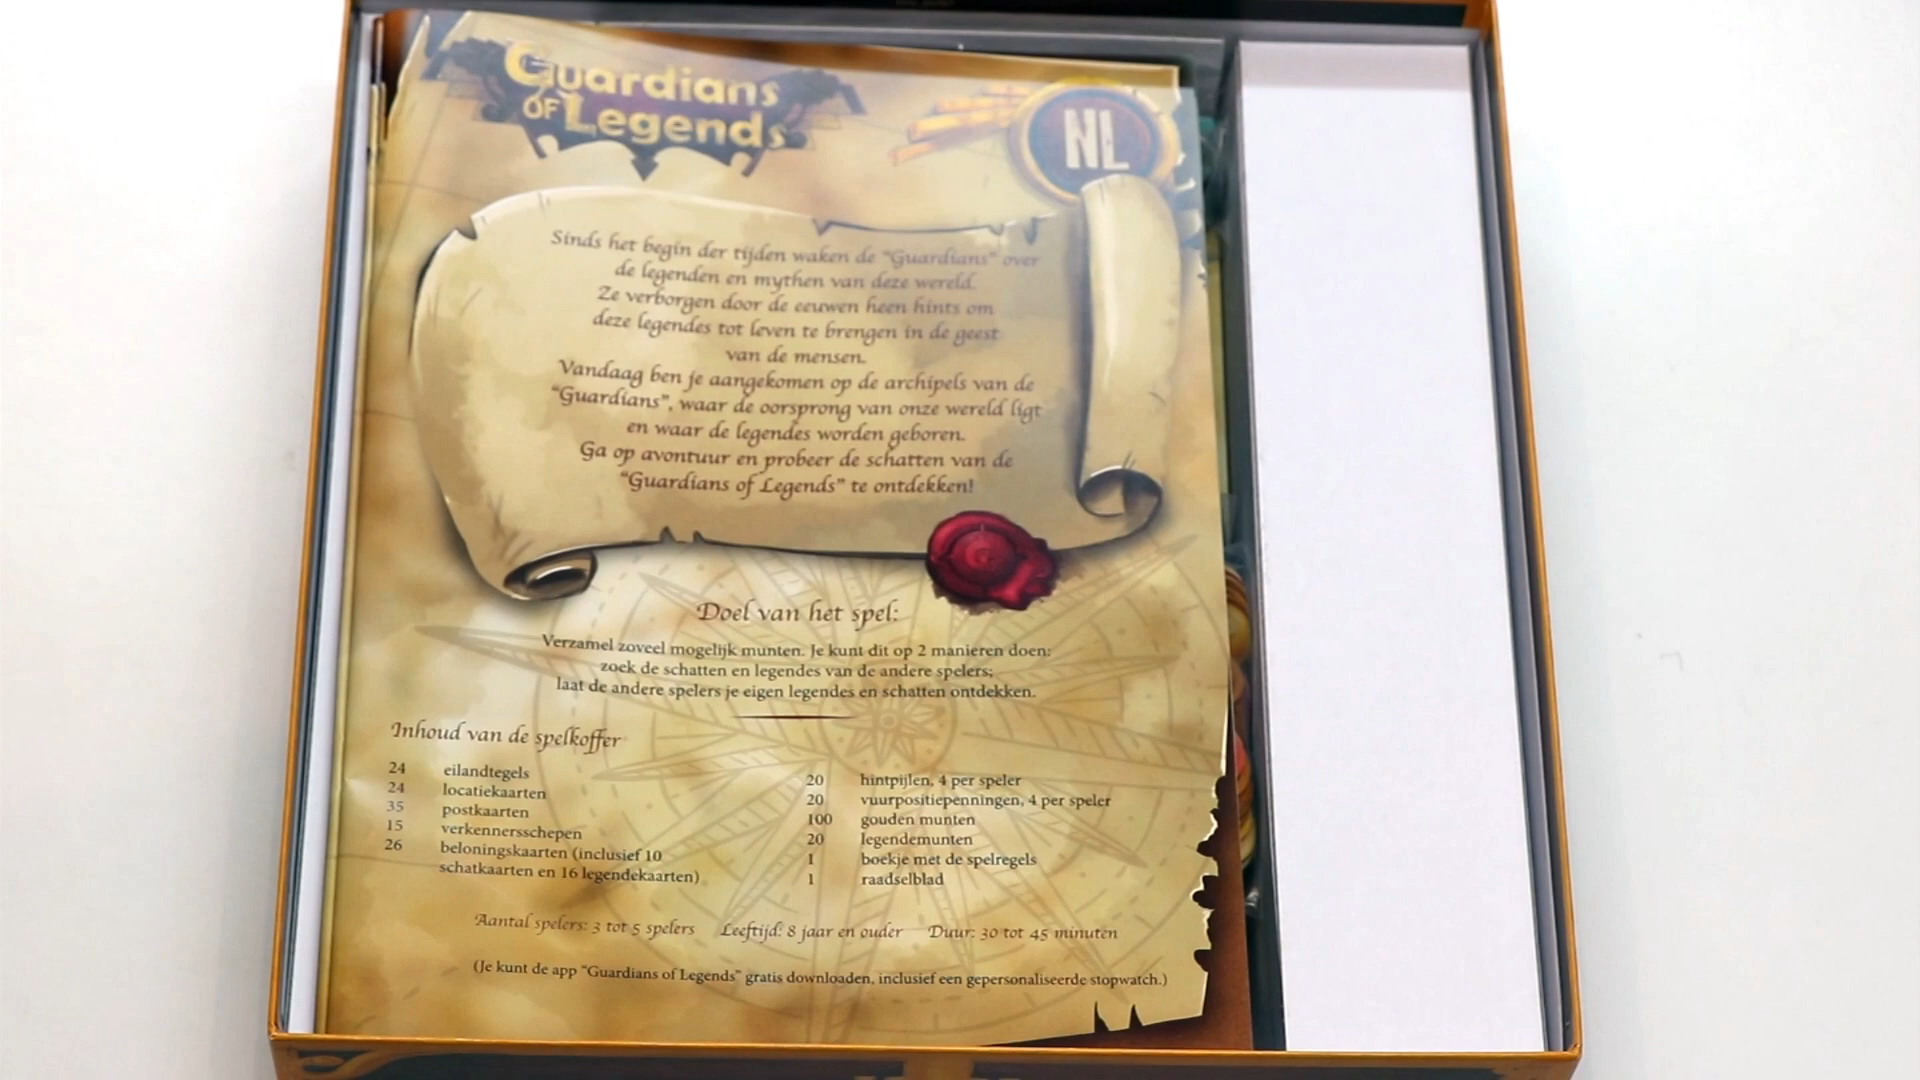 Guardians
OF Legends
NL
Sinds het begin der tijden waken de "Guardians" over
de legenden en mythen van deze wereld.
Ze verborgen door de eeuwen heen hints om
deze legendes tot leven te brengen in de geest
van de mensen.
Vandaag ben je aangekomen op de archipels van de
"Guardians", waar de oorsprong van onze wereld ligt
en waar de legendes worden geboren.
Ga op avontuur en probeer de schatten van de
"Guardians of Legends" te ontdekken!
Doel van het spel:
Verzamel zoveel mogelijk munten. Je kunt dit op 2 manieren doen:
zoek de schatten en legendes van de andere spelers;
laat de andere spelers je eigen legendes en schatten ontdekken.
Inhoud van de spelkoffer
24 eilandtegels
24 locatiekaarten
35 postkaarten
15 verkennersschepen
26 beloningskaarten (inclusief 10
schatkaarten en 16 legendekaarten)
20 hintpijlen, 4 per speler
20 vuurpositiepenningen, 4 per speler
100 gouden munten
20 legendemunten
1 boekje met de spelregels
1 raadselblad
Aantal spelers: 3 tot 5 spelers Leeftijd: 8 jaar en ouder Duur: 30 tot 45 minuten
(Je kunt de app "Guardians of Legends" gratis downloaden, inclusief een gepersonaliseerde stopwatch.)